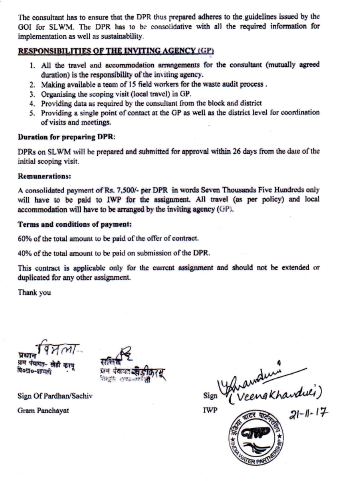 The consultant has to ensure that the DPR thus prepared adheres to the guidelines issued by the
GOI for SLWM. The DPR has to be consolidative with all the required information for
implementation as well as sustainability.
RESPONSIBILITIES OF THE INVITING AGENCY (GP)
1. All the travel and accommodation arrangements for the consultant (mutually agreed
duration) is the responsibility of the inviting agency.
2. Making available a team of 15 field workers for the waste audit process .
3. Organising the scoping visit (local travel) in GP.
4. Providing data as required by the consultant from the block and district
5. Providing a single point of contact at the GP as well as the district level for coordination
of visits and meetings.
Duration for preparing DPR:
DPRs on SLWM will be prepared and submitted for approval within 26 days from the date of the
initial scoping visit.
Remunerations:
A consolidated payment of Rs. 7,500/- per DPR in words Seven Thousands Five Hundreds only
will have to be paid to IWP for the assignment. All travel (as per policy) and local
accommodation will have to be arranged by the inviting agency (GP).
Terms and conditions of payment:
60% of the total amount to be paid of the offer of contract.
40% of the total amount to be paid on submission of the DPR.
This contract is applicable only for the current assignment and should not be extended or
duplicated for any other assignment.
Thank you
प्रधान
ग्राम पंचायत- खेड़ी
सचिव
ग्राम पंचायत
Sign Of Pardhan/Sachiv
Gram Panchayat
Sign
(Veena Khanduri)
IWP
21-11-17
इंडिया वाटर पार्टनरशिप
IWP
INDIA WATER PARTNERSHIP